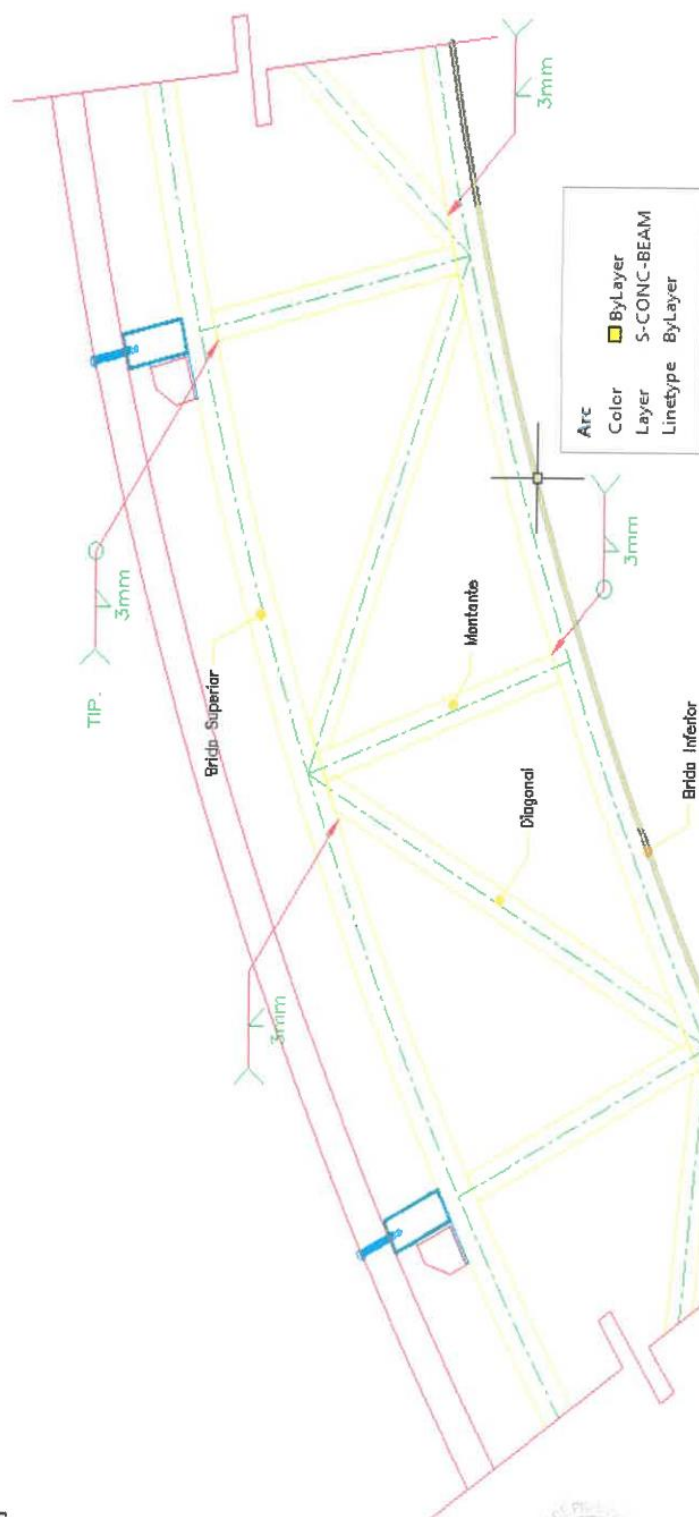 3mm
TIP.
3mm
Brida Superior
Arc
Color ByLayer
Layer S-CONC-BEAM
Linetype ByLayer
Montante
3mm
Diagonal
3mm
Brida Inferior